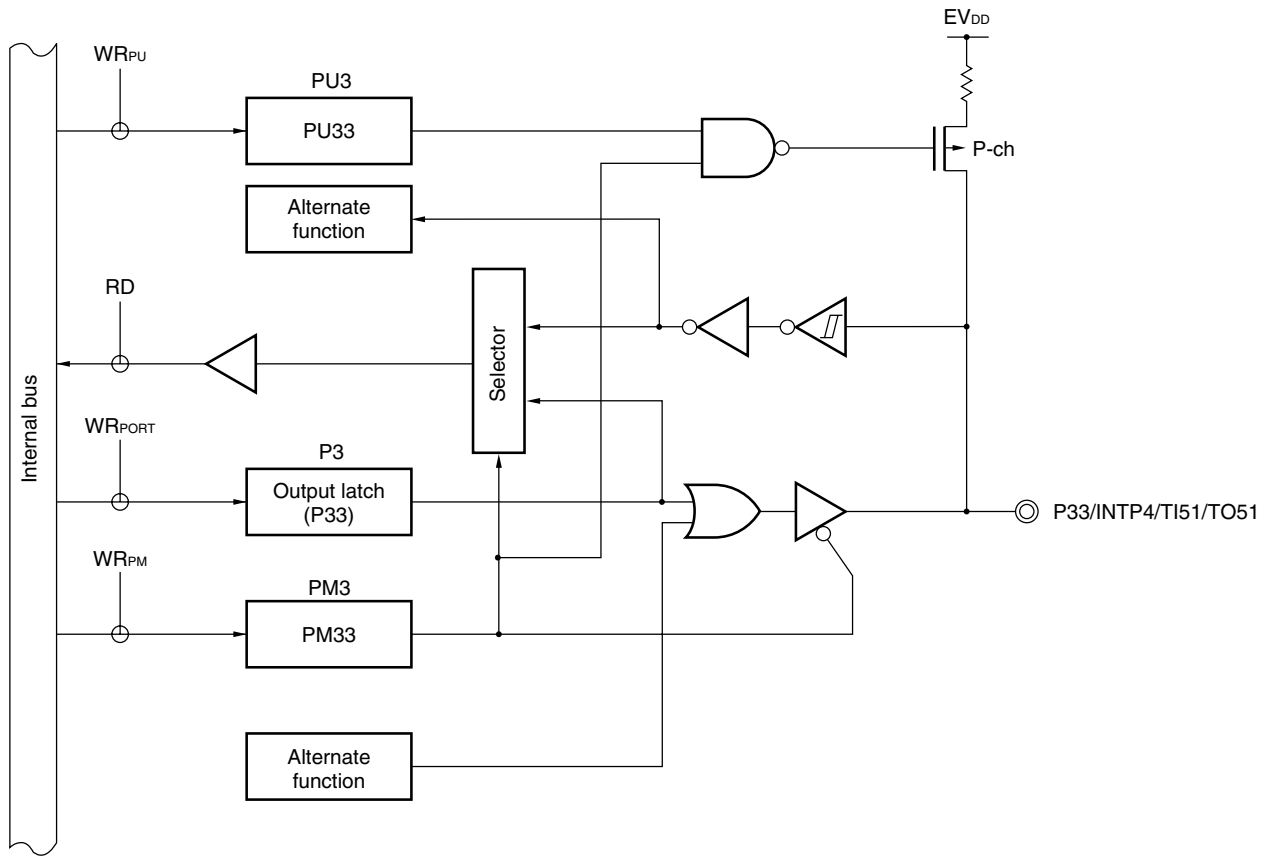 EVDD
WRPU
PU3
PU33
P-ch
Alternate
function
RD
Selector
Internal bus
WRPORT
P3
Output latch
(P33)
P33/INTP4/TI51/TO51
WRPM
PM3
PM33
Alternate
function